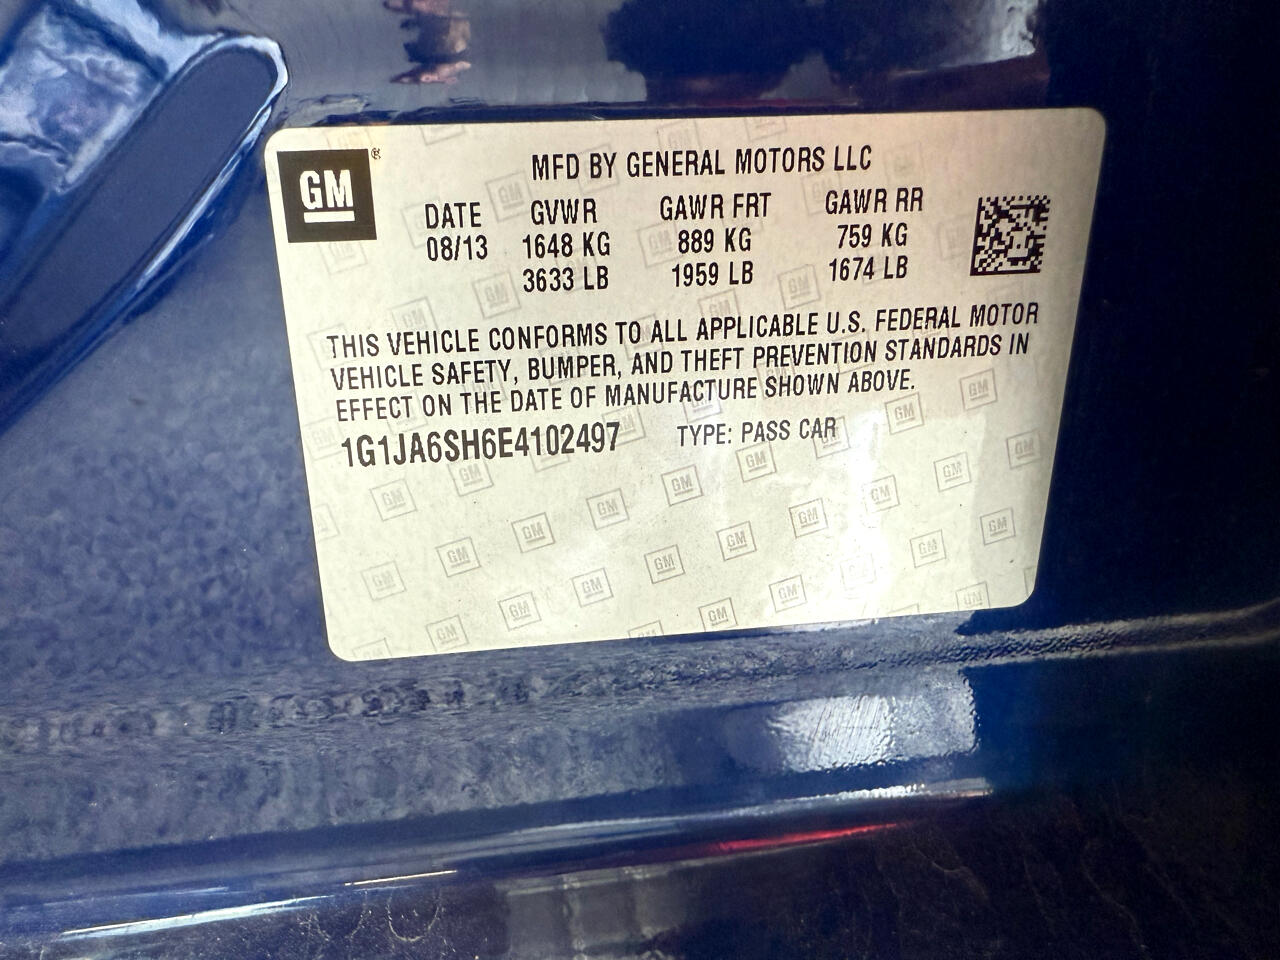 GM®
MFD BY GENERAL MOTORS LLC
DATE GVWR GAWR FRT GAWR RR
08/13 1648 KG 889 KG 759 KG
3633 LB 1959 LB 1674 LB
THIS VEHICLE CONFORMS TO ALL APPLICABLE U.S. FEDERAL MOTOR
VEHICLE SAFETY, BUMPER, AND THEFT PREVENTION STANDARDS IN
EFFECT ON THE DATE OF MANUFACTURE SHOWN ABOVE.
1G1JA6SH6E4102497 TYPE: PASS CAR